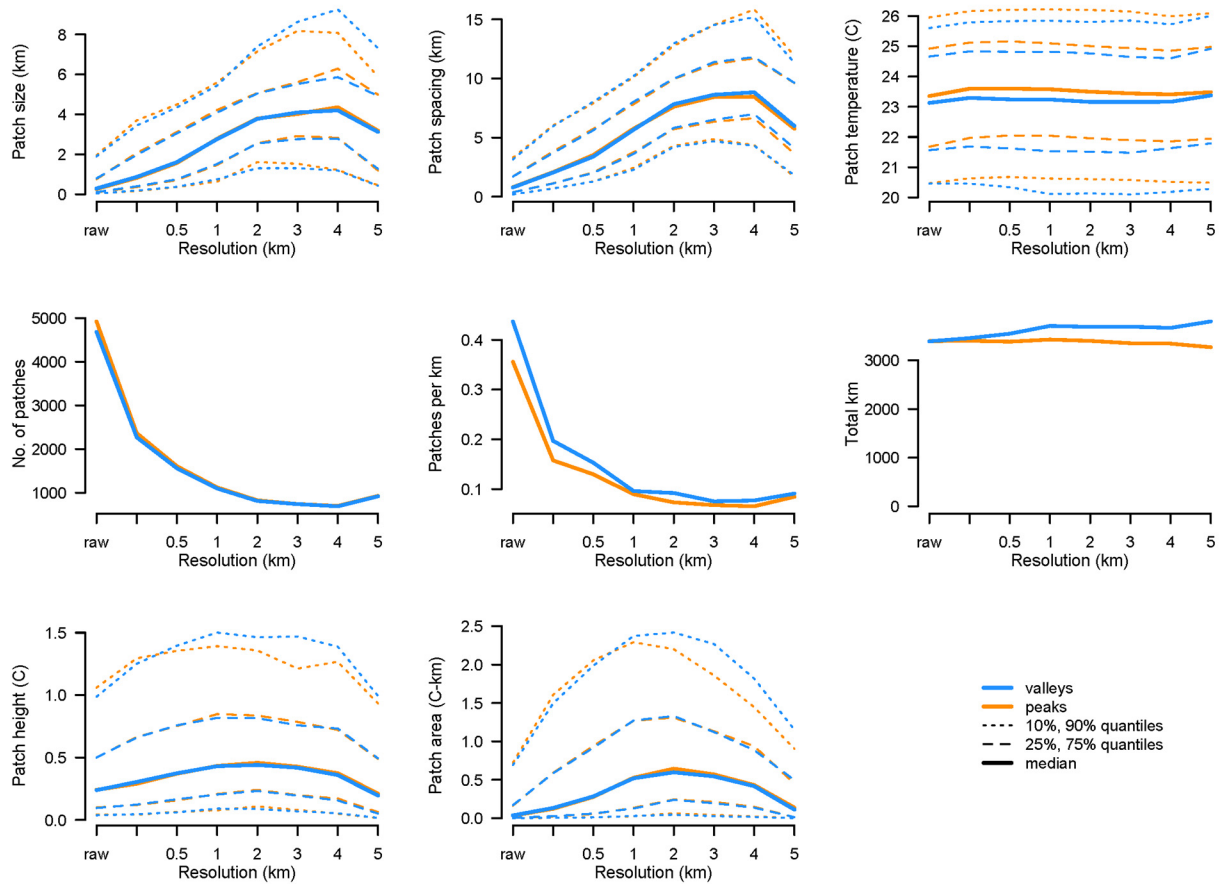 Patch size (km)
8
6
4
2
0
raw 0.5 1 2 3 4 5
Resolution (km)
Patch spacing (km)
15
10
5
0
raw 0.5 1 2 3 4 5
Resolution (km)
Patch temperature (C)
26
25
24
23
22
21
20
raw 0.5 1 2 3 4 5
Resolution (km)
No. of patches
5000
4000
3000
2000
1000
raw 0.5 1 2 3 4 5
Resolution (km)
Patches per km
0.4
0.3
0.2
0.1
raw 0.5 1 2 3 4 5
Resolution (km)
Total km
3000
2000
1000
0
raw 0.5 1 2 3 4 5
Resolution (km)
Patch height (C)
1.5
1.0
0.5
0.0
raw 0.5 1 2 3 4 5
Resolution (km)
Patch area (C-km)
2.5
2.0
1.5
1.0
0.5
0.0
raw 0.5 1 2 3 4 5
Resolution (km)
valleys
peaks
10%, 90% quantiles
25%, 75% quantiles
median